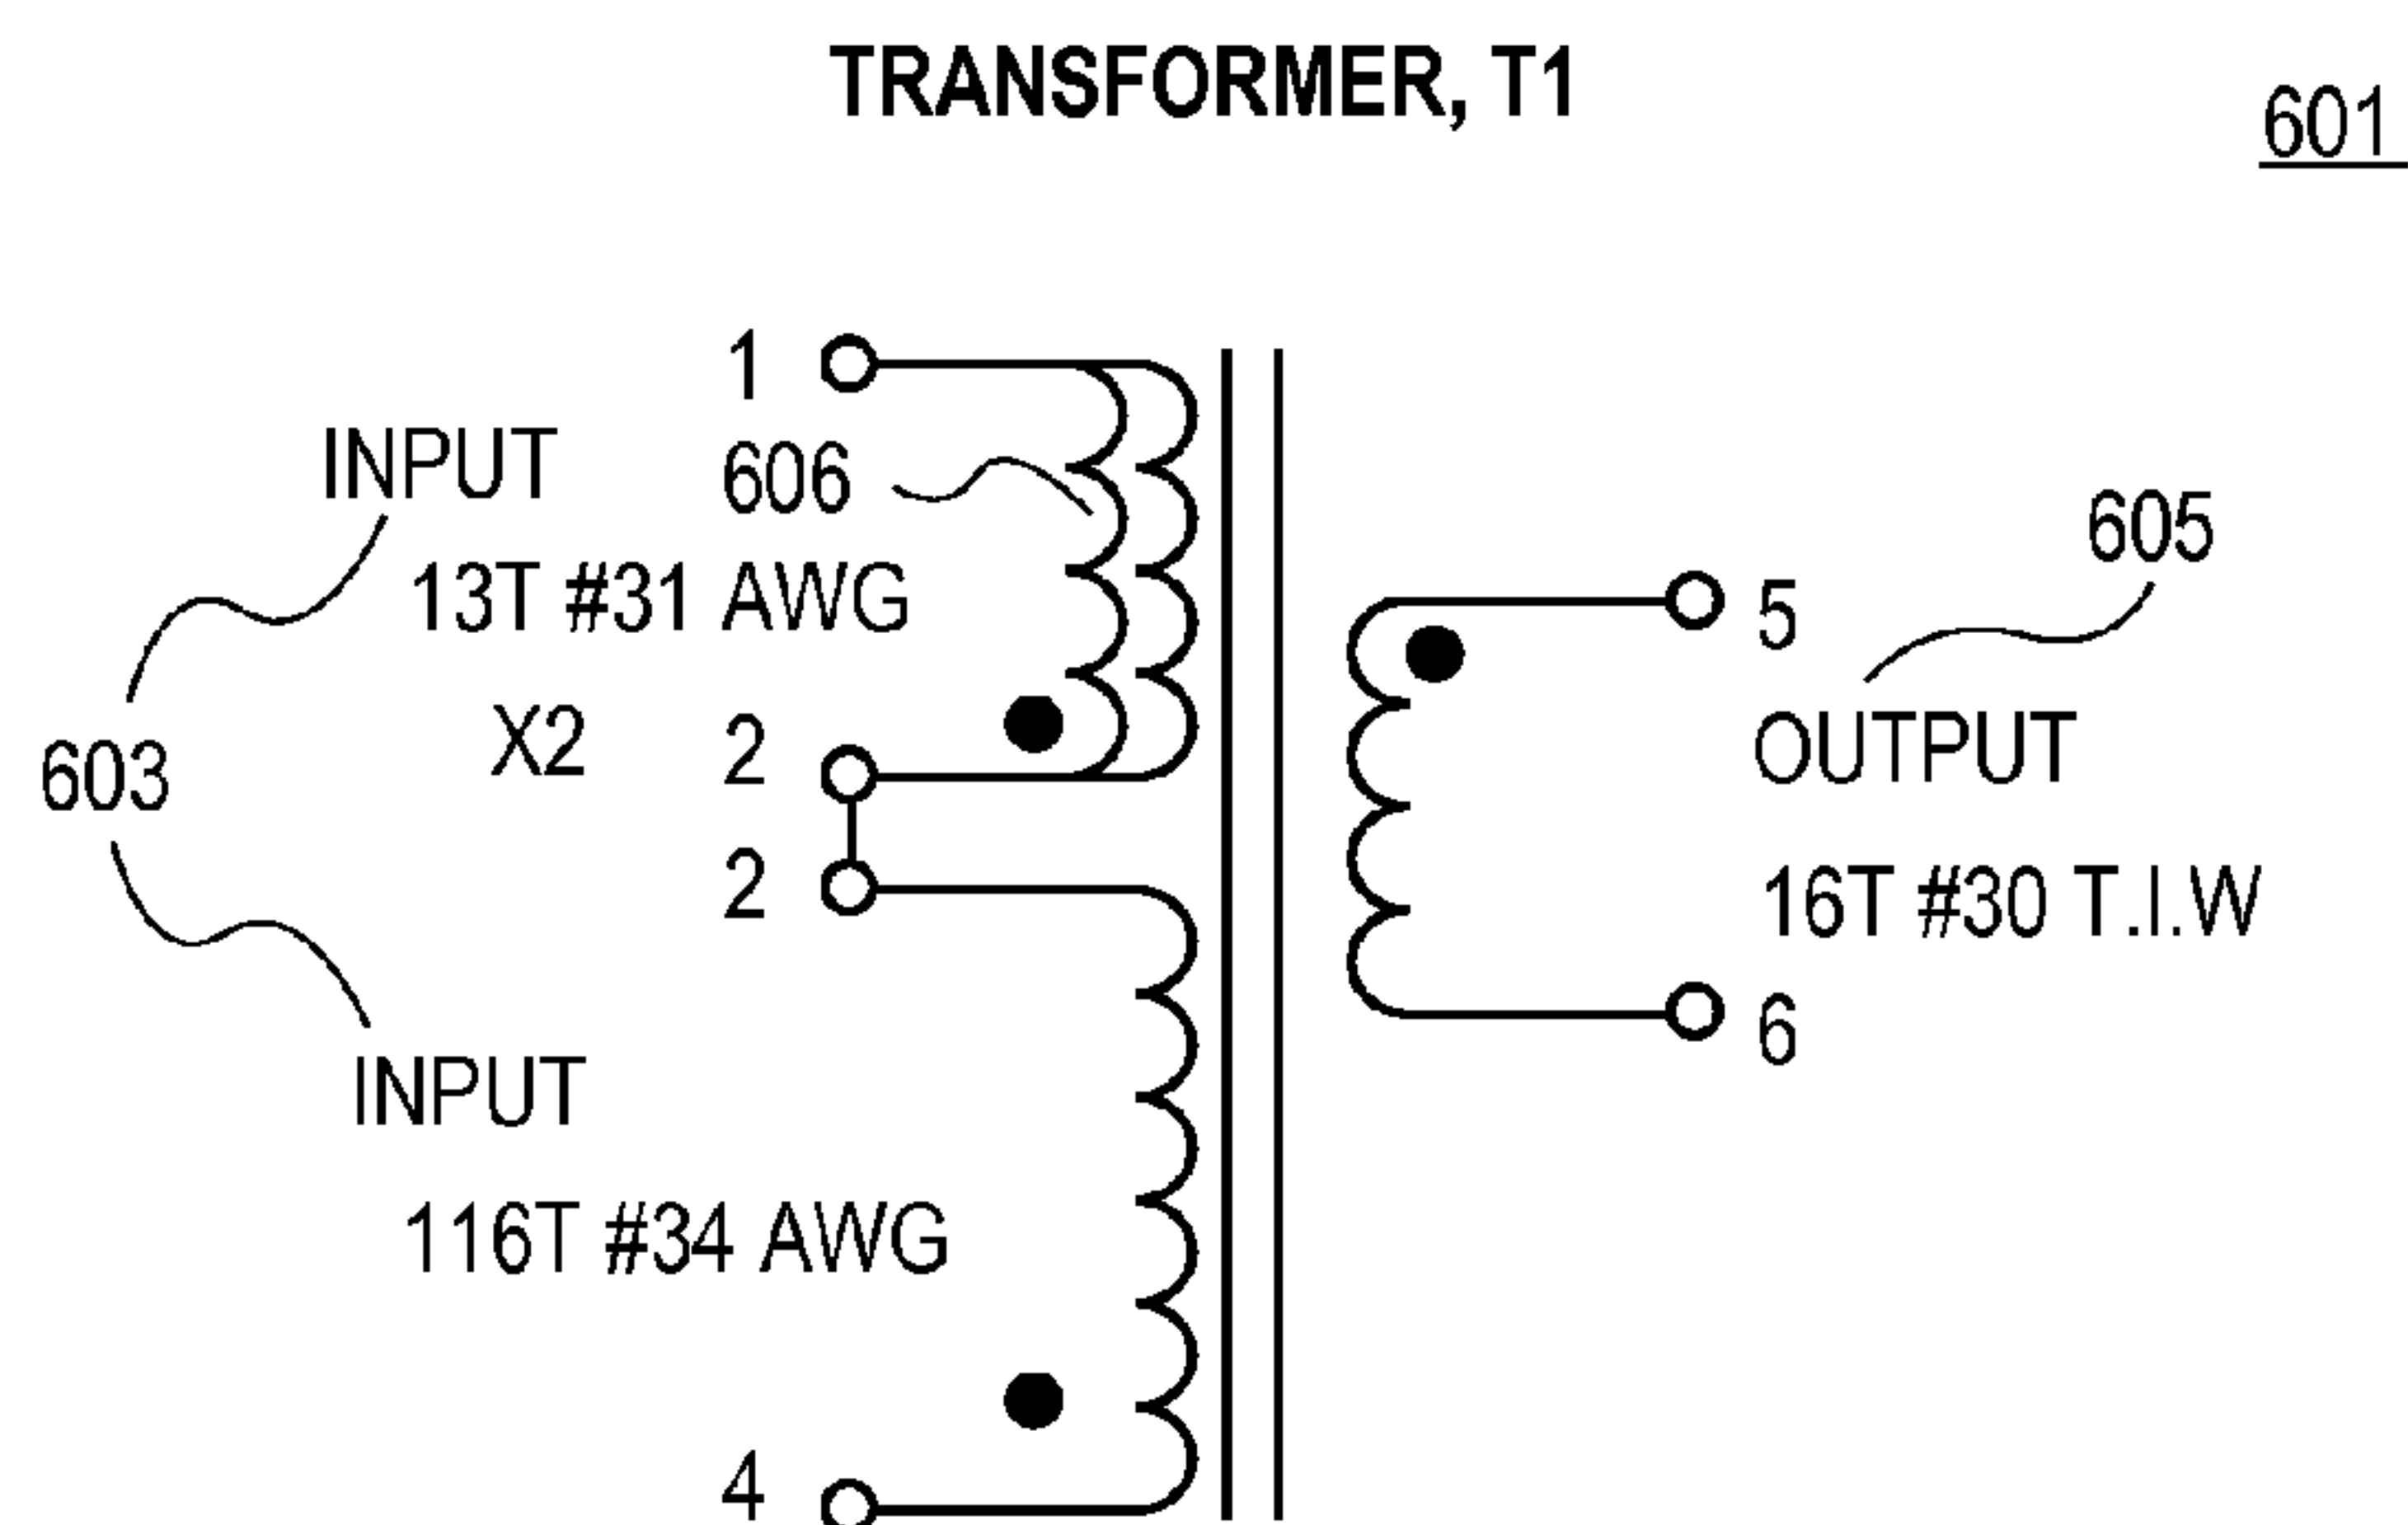 TRANSFORMER, T1
601
1
INPUT
606
605
13T #31 AWG
5
X2
2
OUTPUT
603
2
16T #30 T.I.W
6
INPUT
116T #34 AWG
4